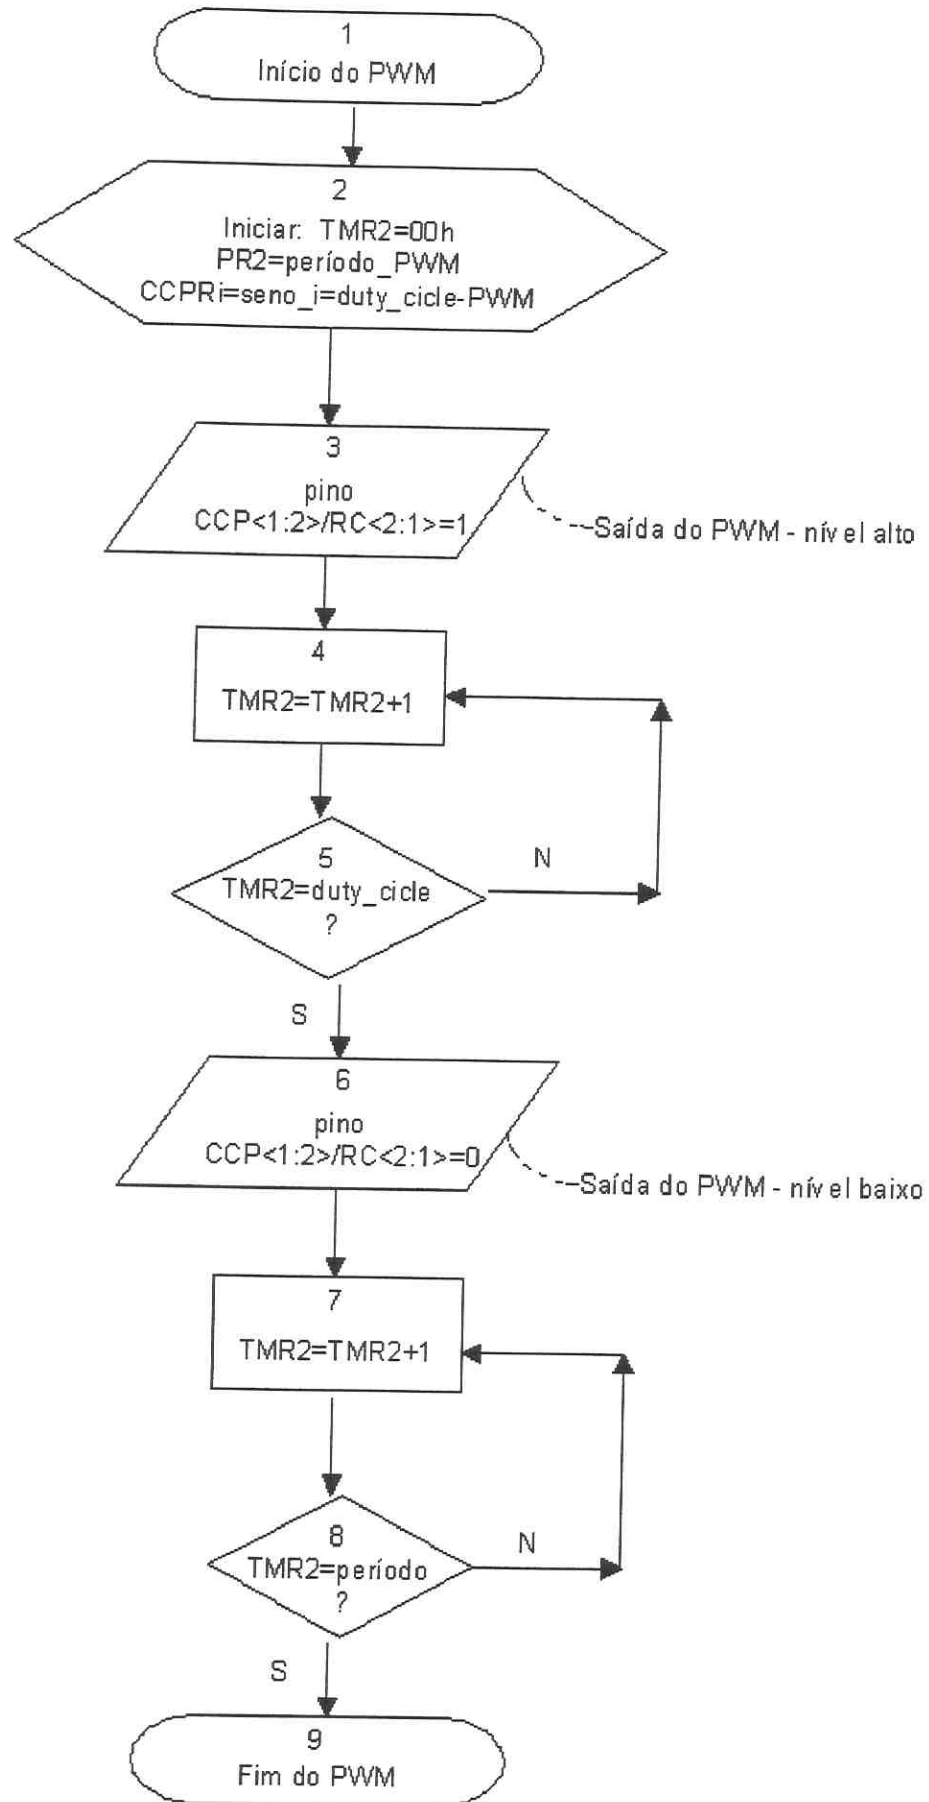 1
Início do PWM
2
Iniciar: TMR2=00h
PR2=período_PWM
CCPRi=seno_i=duty_cicle-PWM
3
pino
CCP<1:2>/RC<2:1>=1
Saída do PWM - nível alto
4
TMR2=TMR2+1
5
N
TMR2=duty_cicle
?
S
6
pino
CCP<1:2>/RC<2:1>=0
Saída do PWM - nível baixo
7
TMR2=TMR2+1
8
N
TMR2=período
?
S
9
Fim do PWM